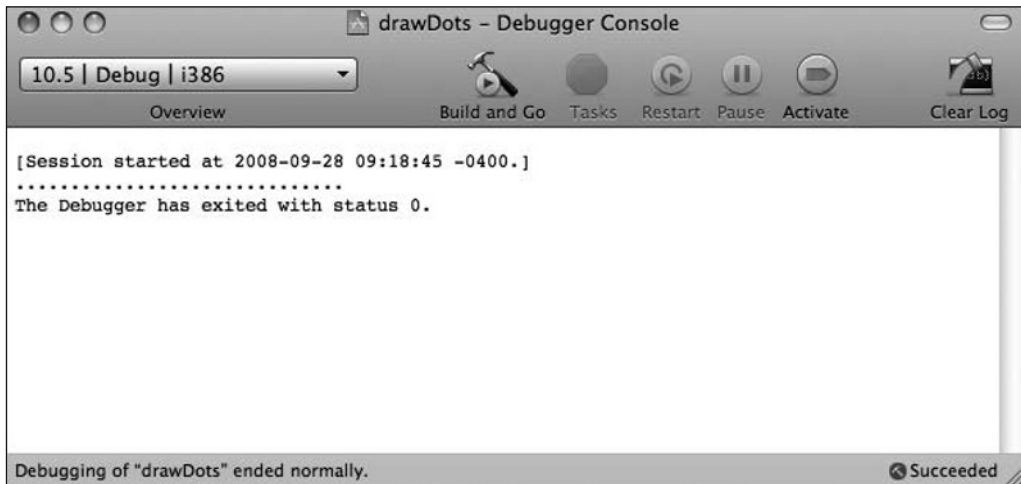 drawDots – Debugger Console
10.5 | Debug | i386
Overview
Build and Go
Tasks
Restart
Pause
Activate
Clear Log
[Session started at 2008-09-28 09:18:45 -0400.]
..............................
The Debugger has exited with status 0.
Debugging of “drawDots” ended normally.
Succeeded